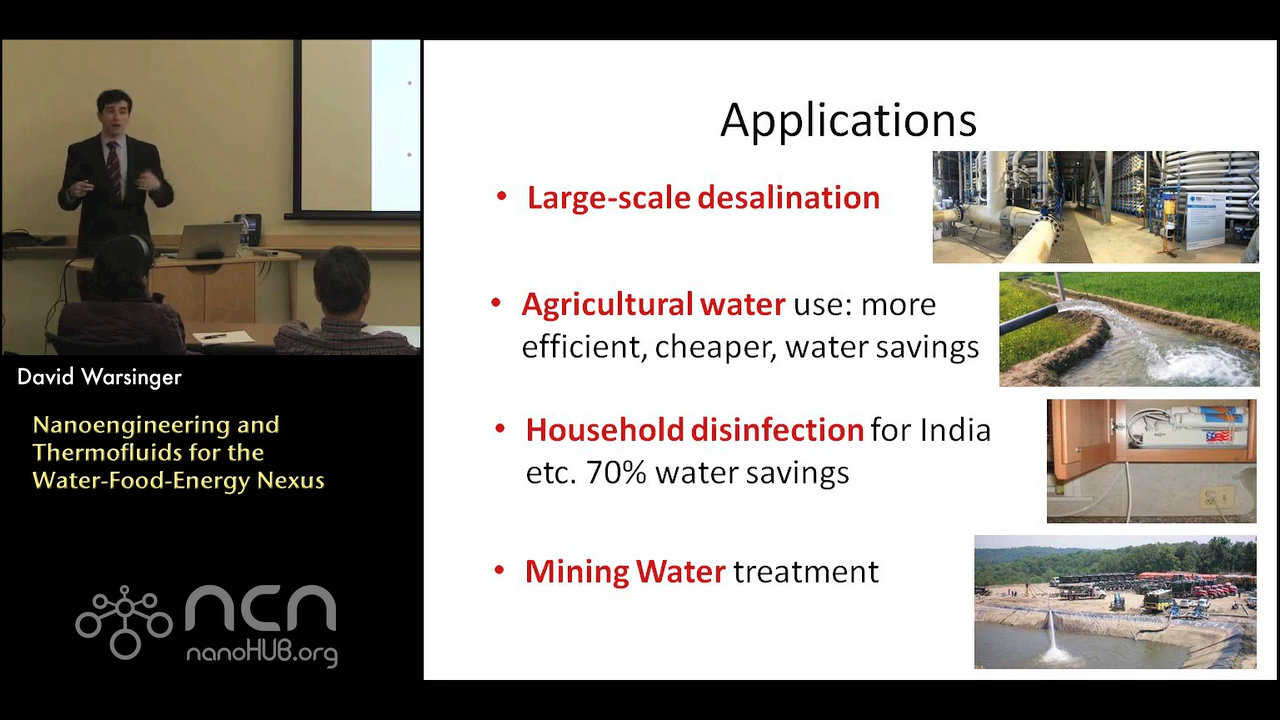 Applications
• Large-scale desalination
• Agricultural water use: more
efficient, cheaper, water savings
• Household disinfection for India
etc. 70% water savings
• Mining Water treatment
David Warsinger
Nanoengineering and
Thermofluids for the
Water-Food-Energy Nexus
ncn
nanoHUB.org